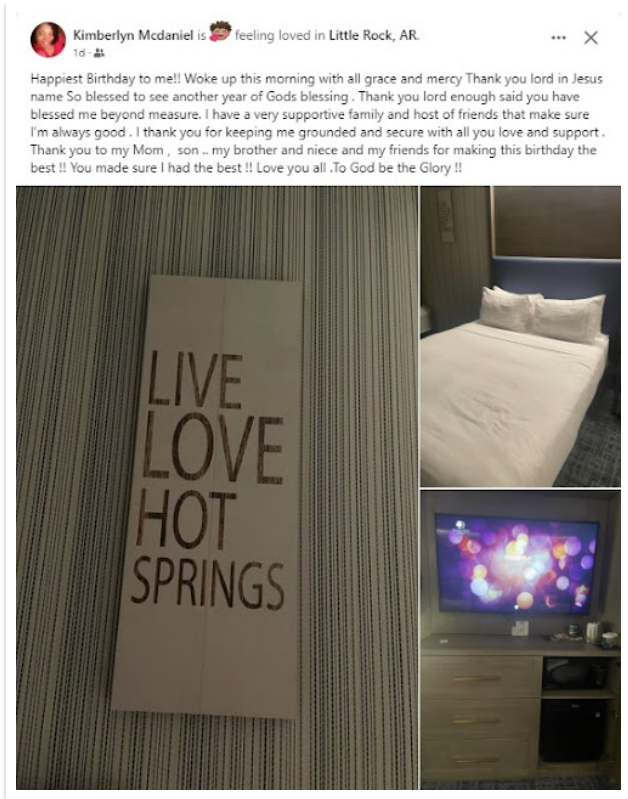 Kimberlyn Mcdaniel is feeling loved in Little Rock, AR.
1d
Happiest Birthday to me!! Woke up this morning with all grace and mercy Thank you lord in Jesus
name So blessed to see another year of Gods blessing . Thank you lord enough said you have
blessed me beyond measure. I have a very supportive family and host of friends that make sure
I'm always good . I thank you for keeping me grounded and secure with all you love and support .
Thank you to my Mom , son .. my brother and niece and my friends for making this birthday the
best !! You made sure I had the best !! Love you all .To God be the Glory !!
LIVE
LOVE
HOT
SPRINGS